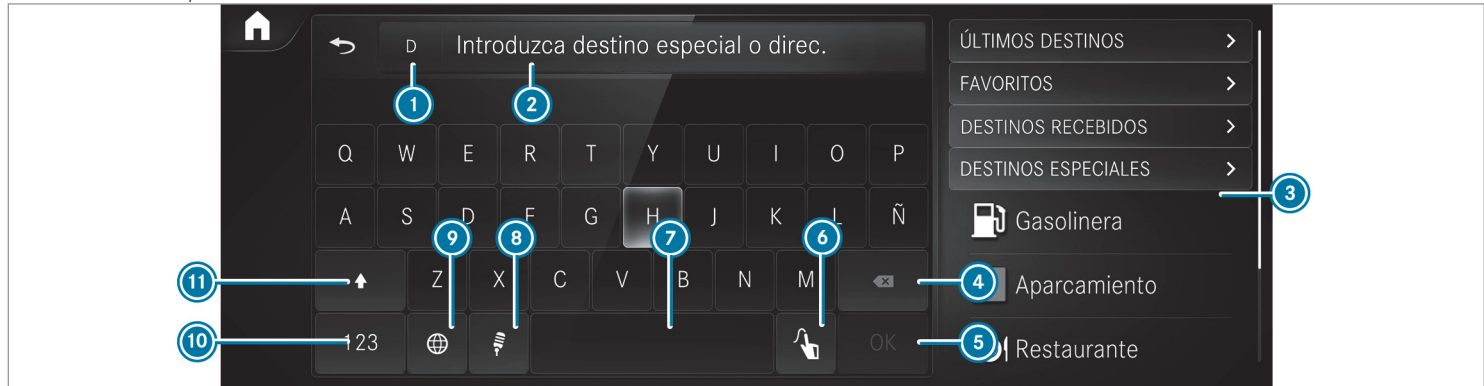 D Introduzca destino especial o direc.
1 2
Q W E R T Y U I O P
A S D F G H J K L Ñ
9 8 7 6
11 Z X C V B N M 4
10 123 OK 5
ÚLTIMOS DESTINOS
FAVORITOS
DESTINOS RECEBIDOS
DESTINOS ESPECIALES
3
Gasolinera
Aparcamiento
Restaurante